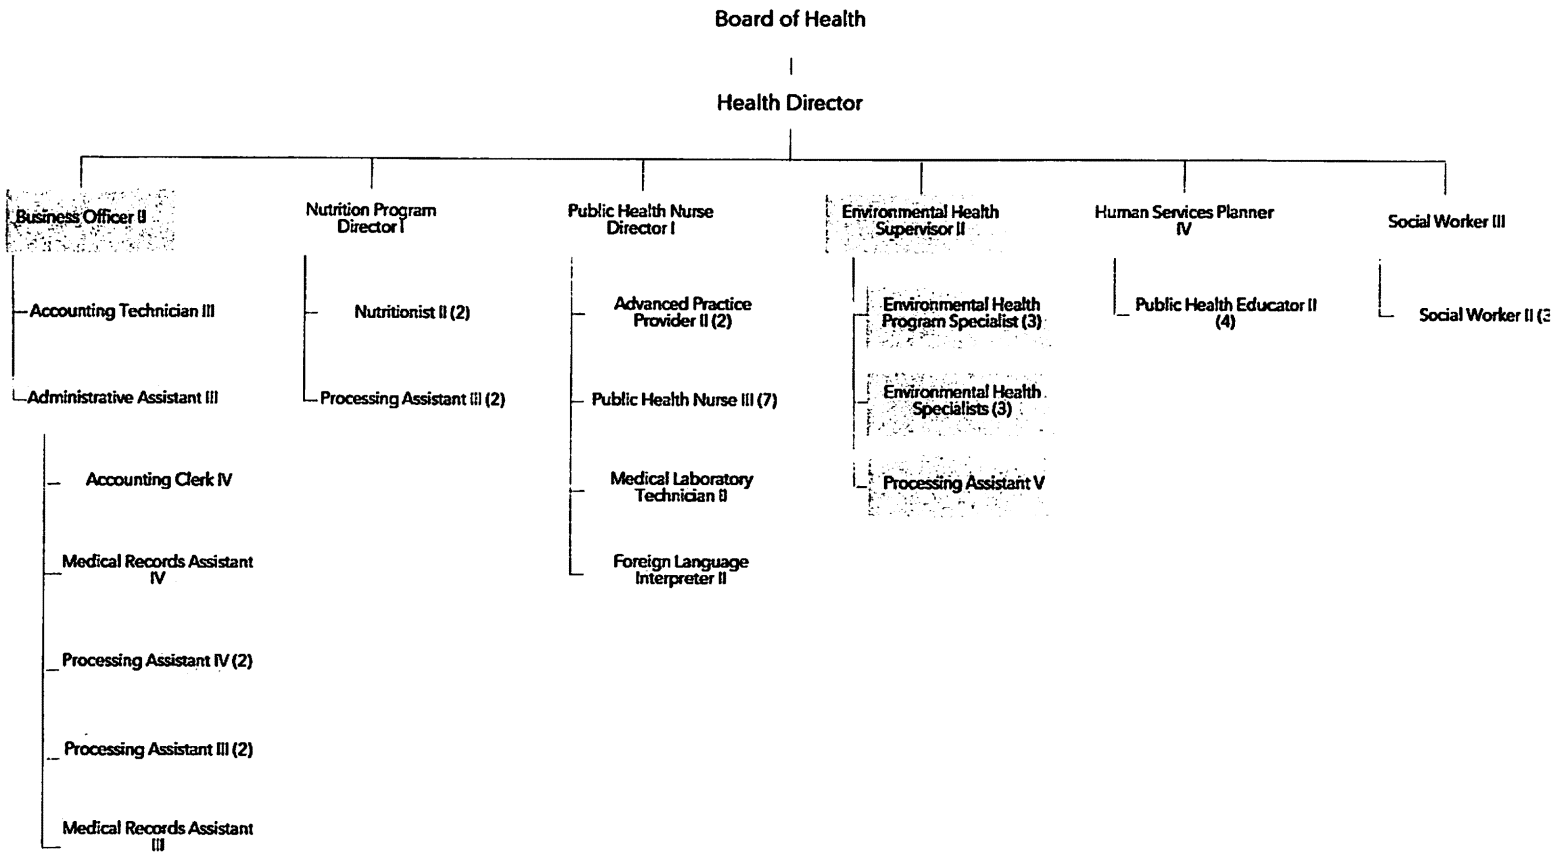 Board of Health
Health Director
Business Officer II
Nutrition Program
Director I
Public Health Nurse
Director I
Environmental Health
Supervisor II
Human Services Planner
IV
Social Worker III
Accounting Technician III
Administrative Assistant III
Accounting Clerk IV
Medical Records Assistant
IV
Processing Assistant IV (2)
Processing Assistant III (2)
Medical Records Assistant
III
Nutritionist II (2)
Processing Assistant III (2)
Advanced Practice
Provider II (2)
Public Health Nurse III (7)
Medical Laboratory
Technician II
Foreign Language
Interpreter II
Environmental Health
Program Specialist (3)
Environmental Health
Specialists (3)
Processing Assistant V
Public Health Educator II
(4)
Social Worker II (3